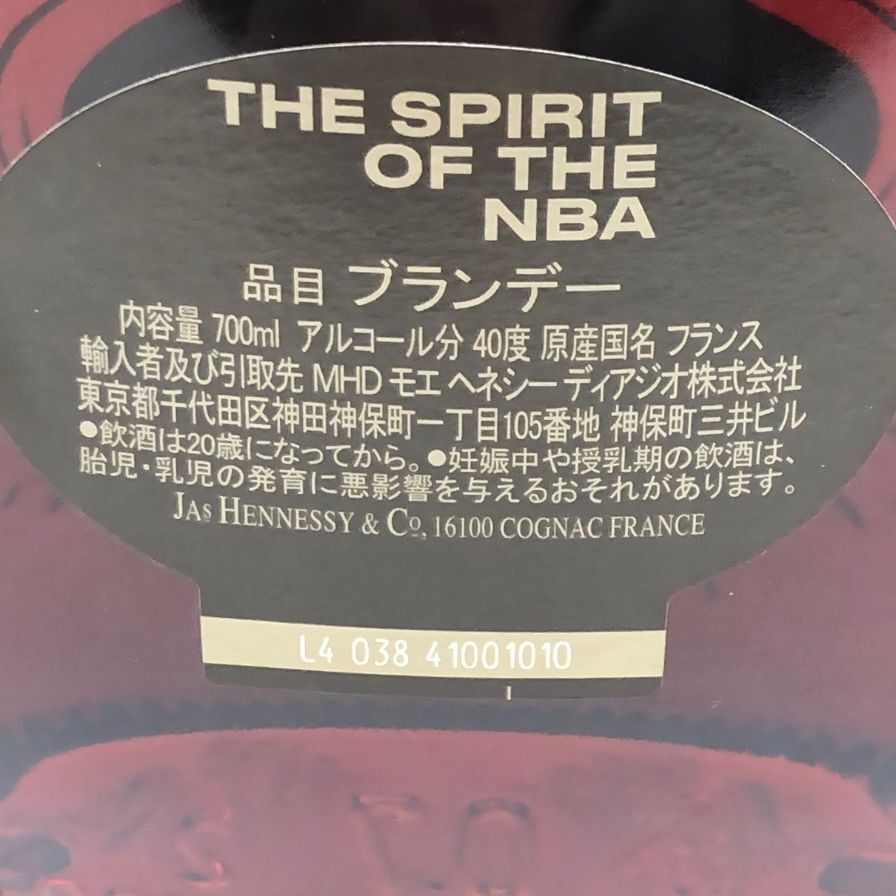 THE SPIRIT
OF THE
NBA
品目 ブランデー
内容量 700ml アルコール分 40度 原産国名 フランス
輸入者及び引取先 MHD モエ ヘネシー ディアジオ株式会社
東京都千代田区神田神保町一丁目105番地 神保町三井ビル
●飲酒は20歳になってから。●妊娠中や授乳期の飲酒は、
胎児・乳児の発育に悪影響を与えるおそれがあります。
JAS HENNESSY & Co, 16100 COGNAC FRANCE
L4 038 41001010